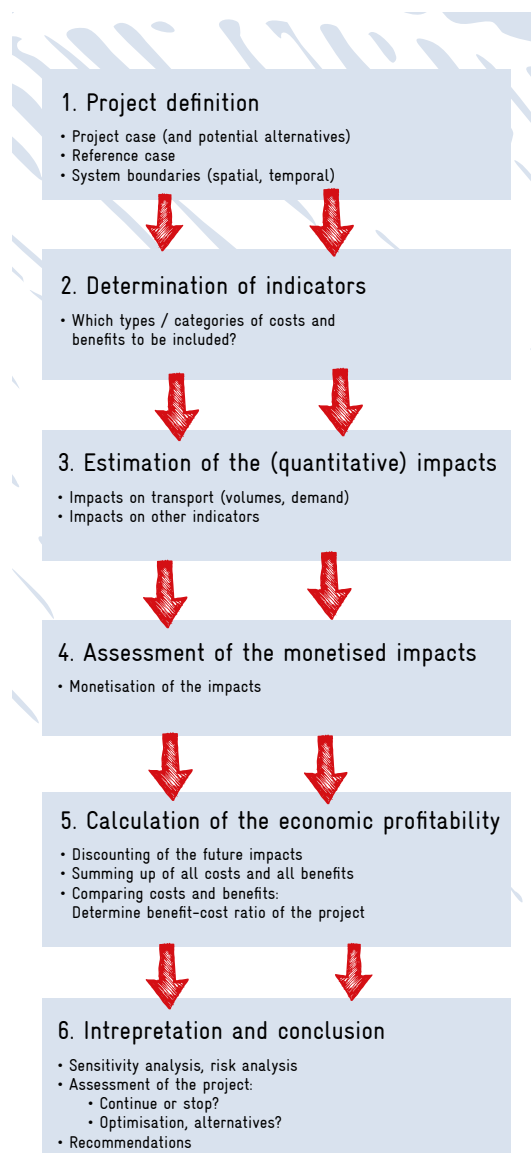 1. Project definition
• Project case (and potential alternatives)
• Reference case
• System boundaries (spatial, temporal)
2. Determination of indicators
• Which types / categories of costs and
benefits to be included?
3. Estimation of the (quantitative) impacts
• Impacts on transport (volumes, demand)
• Impacts on other indicators
4. Assessment of the monetised impacts
• Monetisation of the impacts
5. Calculation of the economic profitability
• Discounting of the future impacts
• Summing up of all costs and all benefits
• Comparing costs and benefits:
Determine benefit-cost ratio of the project
6. Intrepretation and conclusion
• Sensitivity analysis, risk analysis
• Assessment of the project:
• Continue or stop?
• Optimisation, alternatives?
• Recommendations